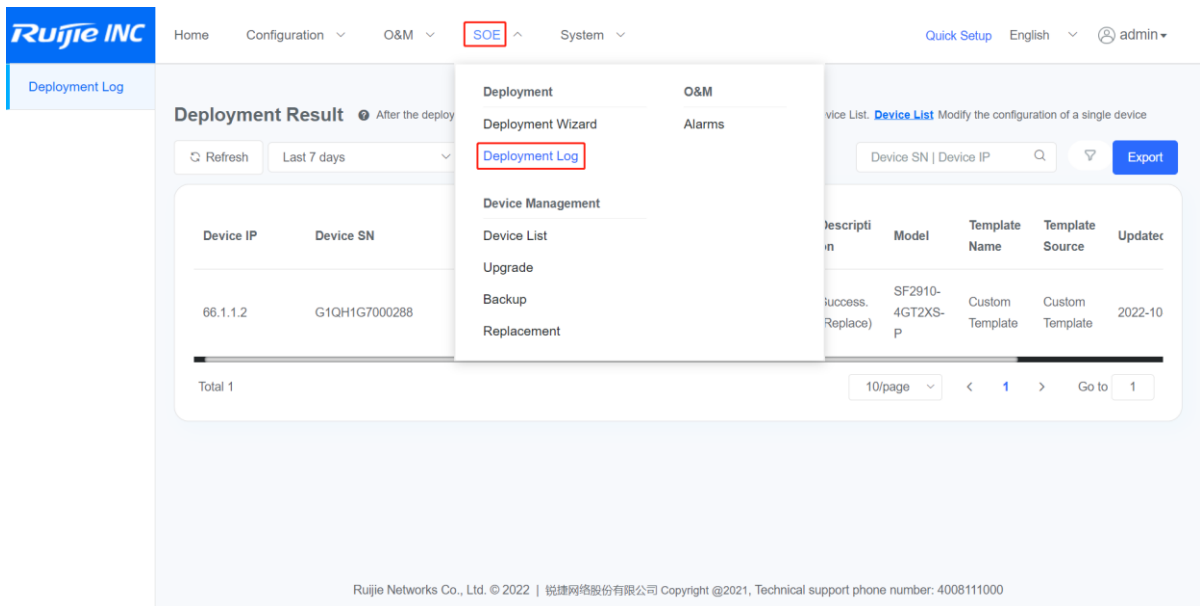 Ruijie INC
Home Configuration O&M SOE System Quick Setup English admin
Deployment Log
Deployment O&M
Deployment Result After the deploy vice List. Device List Modify the configuration of a single device
Deployment Wizard Alarms
Refresh Last 7 days Deployment Log Device SN | Device IP Export
Device Management
Device IP Device SN Model Template Name Template Source
Device List
Upgrade
66.1.1.2 G1QH1G7000288 Success. (Replace) SF2910-4GT2XS-P Custom Template Custom Template 2022-10
Backup
Replacement
Total 1 10/page 1 Go to 1
Ruijie Networks Co., Ltd. © 2022 | 锐捷网络股份有限公司 Copyright @2021, Technical support phone number: 4008111000